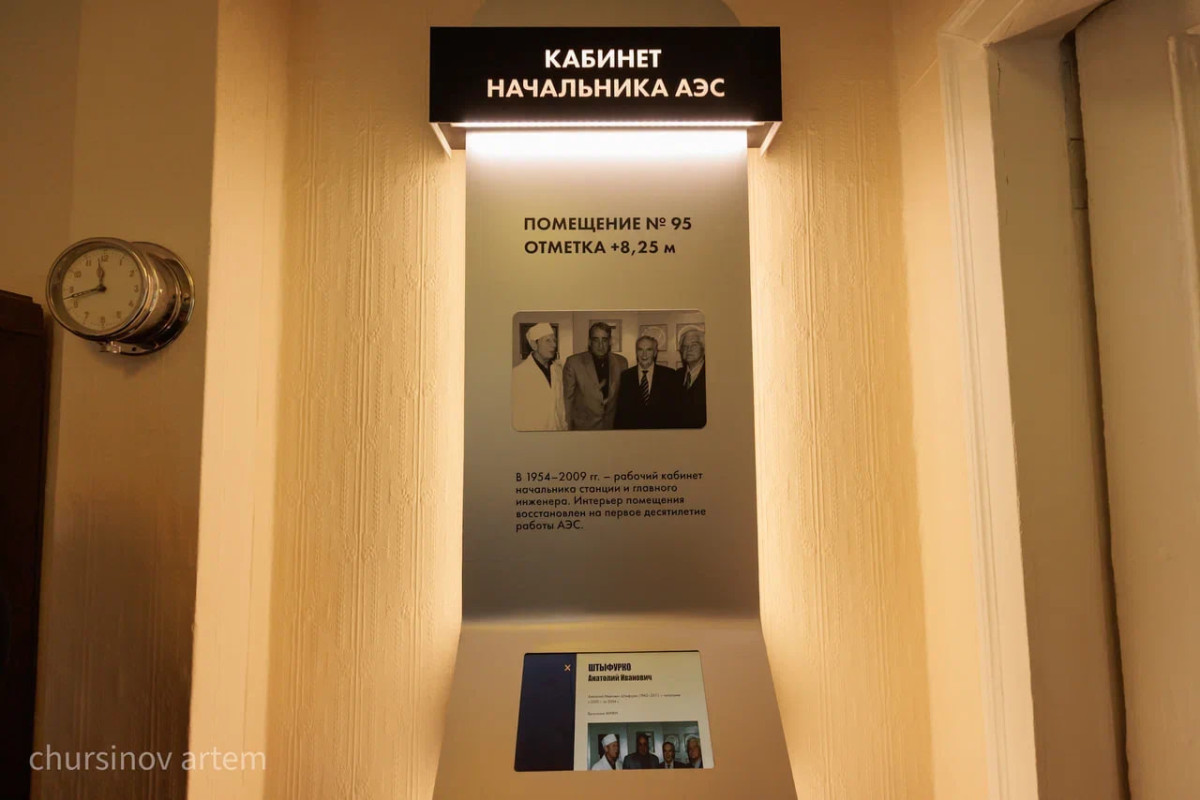 КАБИНЕТ
НАЧАЛЬНИКА АЭС
ПОМЕЩЕНИЕ № 95
ОТМЕТКА +8,25 м
В 1954–2009 гг. – рабочий кабинет
начальника станции и главного
инженера. Интерьер помещения
восстановлен на первое десятилетие
работы АЭС.
ШТЫФУРКО
Анатолий Иванович
12
chursinov artem